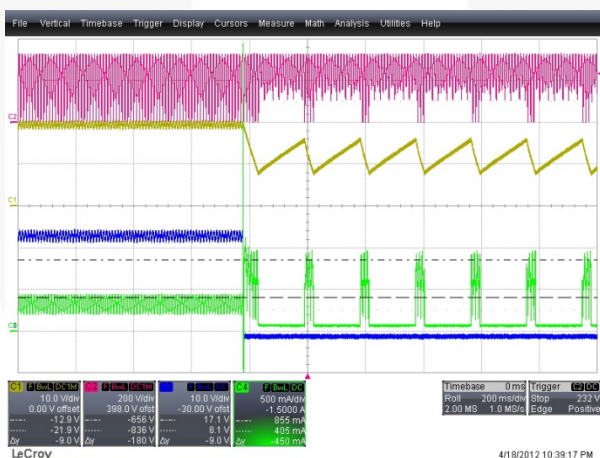 File Vertical Timebase Trigger Display Cursors Measure Math Analysis Utilities Help
C2
C1
C1 F BwL DC1M
10.0 V/div
0.00 V offset
-12.9 V
-21.9 V
Δy -9.0 V
C2 F BwL DC1M
200 V/div
398.0 V ofst
-656 V
-836 V
Δy -180 V
10.0 V/div
-30.00 V ofst
17.1 V
8.1 V
Δy -9.0 V
C4 F BwL DC
500 mA/div
-1.5000 A
855 mA
405 mA
Δy -450 mA
Timebase 0 ms
Roll 200 ms/div
2.00 MS 1.0 MS/s
Trigger C2 DC
Stop 232 V
Edge Positive
LeCroy
4/18/2012 10:39:17 PM